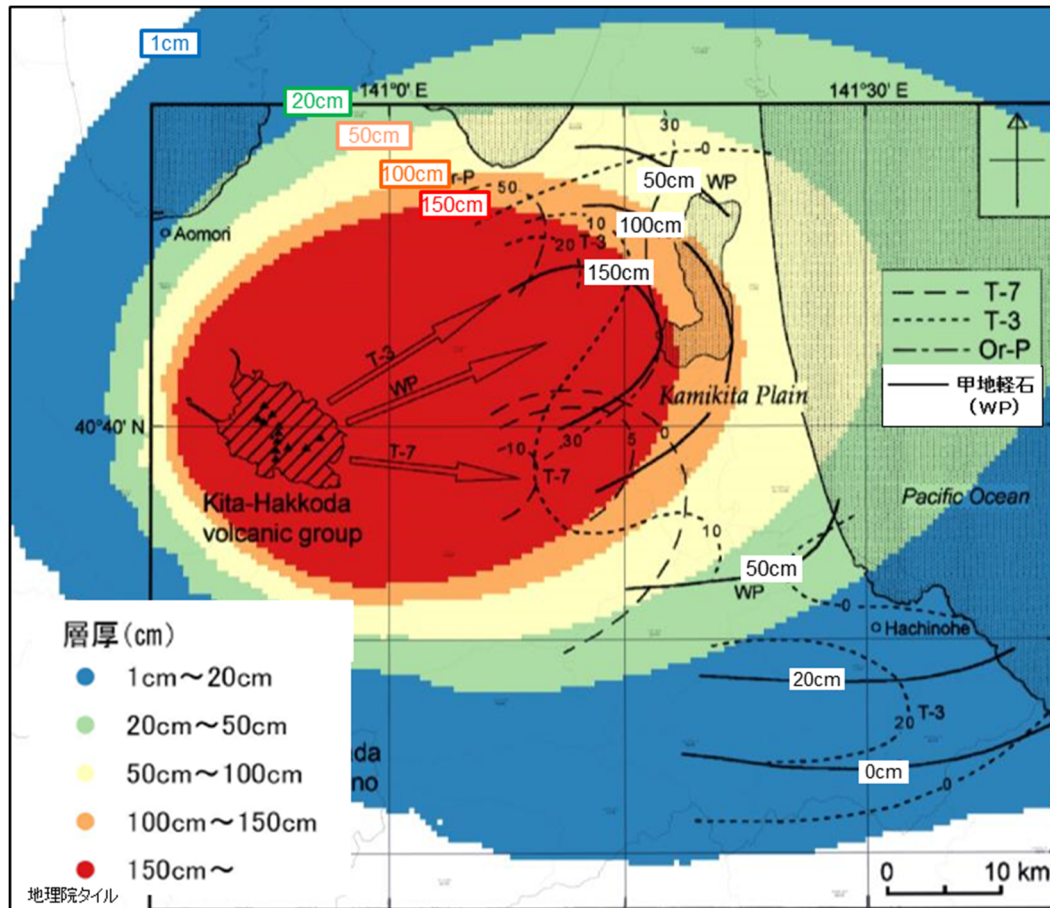 1cm
20cm
141°0' E
141°30' E
50cm
30
0
100cm
r-P
50
50cm
WP
150cm
10
100cm
Aomori
20
T-3
150cm
T-7
T-3
Or-P
甲地軽石
(WP)
T-3
WP
Kamikita Plain
40°40' N
T-7
10
30
5
0
T-7
Pacific Ocean
Kita-Hakkoda
volcanic group
10
50cm
WP
0
Hachinohe
層厚(cm)
1cm~20cm
20cm
T-3
20
20cm~50cm
ada
no
0cm
0
50cm~100cm
100cm~150cm
150cm~
地理院タイル
0 10 km